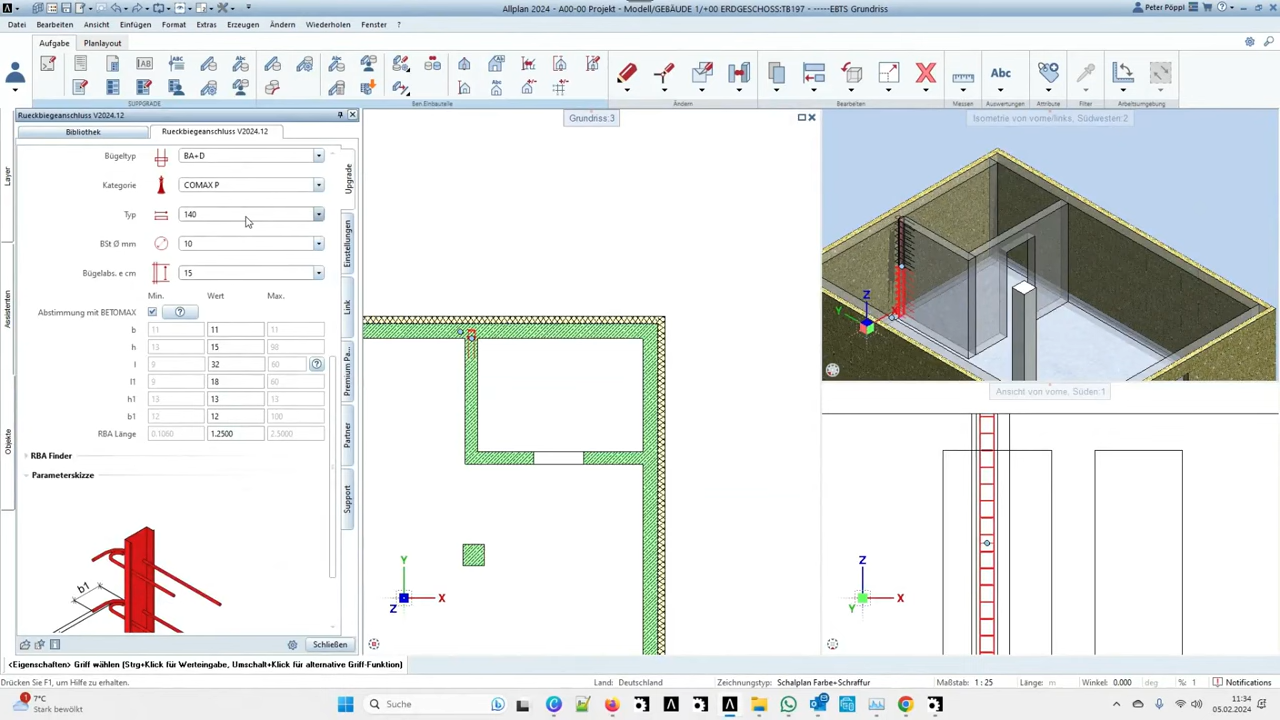 Allplan 2024 - A00-00 Projekt - Modell/GEBÄUDE 1/+00 ERDGESCHOSS:TB197 - -----EBTS Grundriss
Peter Pöppl
Datei Bearbeiten Ansicht Einfügen Format Extras Erzeugen Ändern Wiederholen Fenster ?
Aufgabe Planlayout
Abc
SUPPGRADE Ben.Einbauteile Ändern Bearbeiten Messen Auswertungen Attribute Filter Arbeitsumgebung
Rueckbiegeanschluss V2024.12
Bibliothek Rueckbiegeanschluss V2024.12
Layer
Assistenten
Objekte
Bügeltyp BA+D
Kategorie COMAX P
Typ 140
BSt Ø mm 10
Bügelabs. e cm 15
Min. Wert Max.
Abstimmung mit BETOMAX ?
b 11 11 11
h 13 15 98
l 9 32 60 ?
l1 9 18 60
h1 13 13 13
b1 12 12 100
RBA Länge 0.1060 1.2500 2.5000
RBA Finder
Parameterskizze
b1
Upgrade
Einstellungen
Link
Premium Pa...
Partner
Support
Schließen
Grundriss:3
Y
X
Z
Isometrie von vorne/links, Südwesten:2
Z
Y
X
Ansicht von vorne, Süden:1
Z
X
Y
<Eigenschaften> Griff wählen (Strg+Klick für Werteingabe, Umschalt+Klick für alternative Griff-Funktion)
Drücken Sie F1, um Hilfe zu erhalten. Land: Deutschland Zeichnungstyp: Schalplan Farbe+Schraffur Maßstab: 1 : 25 Länge: m Winkel: 0.000 deg %: 1 Notifications
7°C
Stark bewölkt
Suche
11:34
05.02.2024